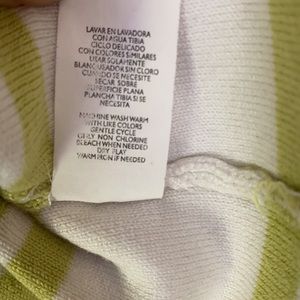 LAVAR EN LAVADORA
CON AGUA TIBIA
CICLO DELICADO
CON COLORES SIMILARES
USAR SOLAMENTE
BLANQUEADOR SIN CLORO
CUANDO SE NECESITE
SECAR SOBRE
SUPERFICIE PLANA
PLANCHA TIBIA SI SE
NECESITA
MACHINE WASH WARM
WITH LIKE COLORS
GENTLE CYCLE
ONLY NON CHLORINE
BLEACH WHEN NEEDED
DRY FLAY
WARM IRON IF NEEDED